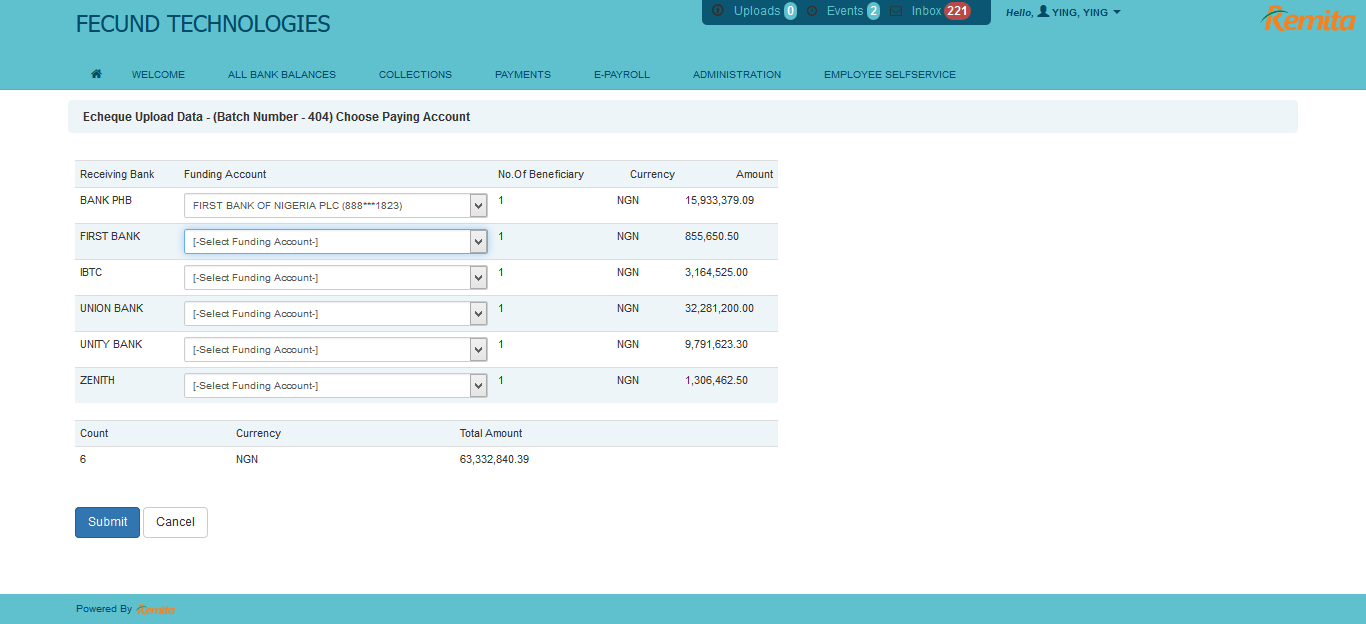 FECUND TECHNOLOGIES
Uploads 0 Events 2 Inbox 221
Hello, YING, YING
Remita
WELCOME ALL BANK BALANCES COLLECTIONS PAYMENTS E-PAYROLL ADMINISTRATION EMPLOYEE SELFSERVICE
Echeque Upload Data - (Batch Number - 404) Choose Paying Account
Receiving Bank Funding Account No.Of Beneficiary Currency Amount
BANK PHB FIRST BANK OF NIGERIA PLC (888***1823) 1 NGN 15,933,379.09
FIRST BANK [-Select Funding Account-] 1 NGN 855,650.50
IBTC [-Select Funding Account-] 1 NGN 3,164,525.00
UNION BANK [-Select Funding Account-] 1 NGN 32,281,200.00
UNITY BANK [-Select Funding Account-] 1 NGN 9,791,623.30
ZENITH [-Select Funding Account-] 1 NGN 1,306,462.50
Count Currency Total Amount
6 NGN 63,332,840.39
Submit Cancel
Powered By Remita